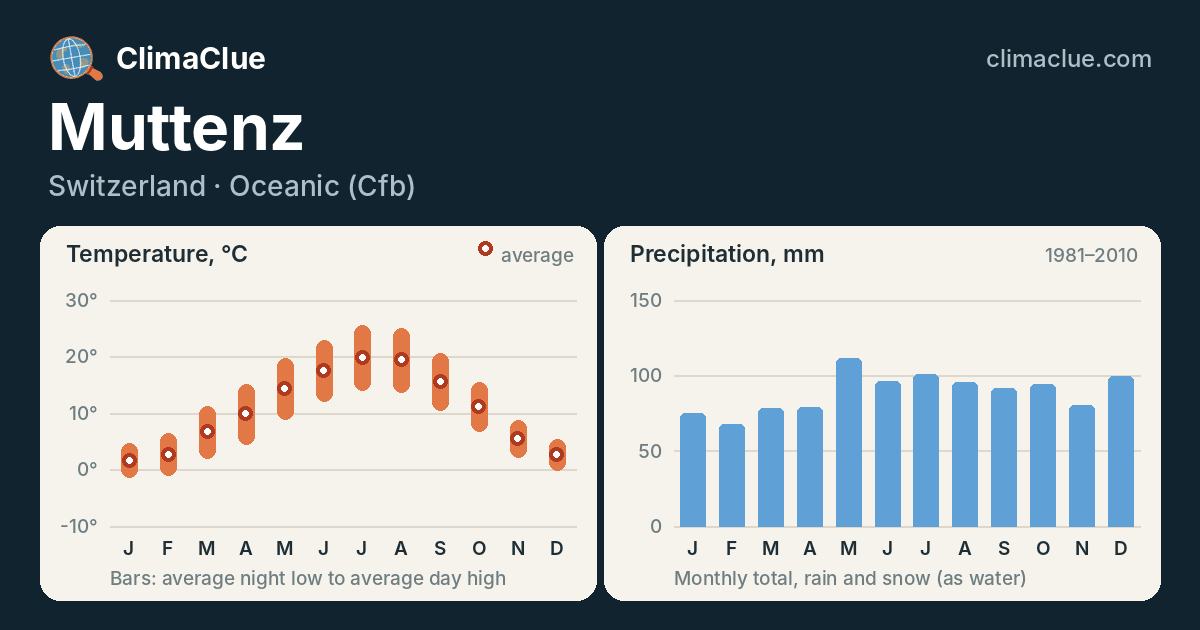 ClimaClue
climaclue.com
Muttenz
Switzerland · Oceanic (Cfb)
Temperature, °C
average
30°
20°
10°
0°
-10°
J F M A M J J A S O N D
Bars: average night low to average day high
Precipitation, mm
1981–2010
150
100
50
0
J F M A M J J A S O N D
Monthly total, rain and snow (as water)